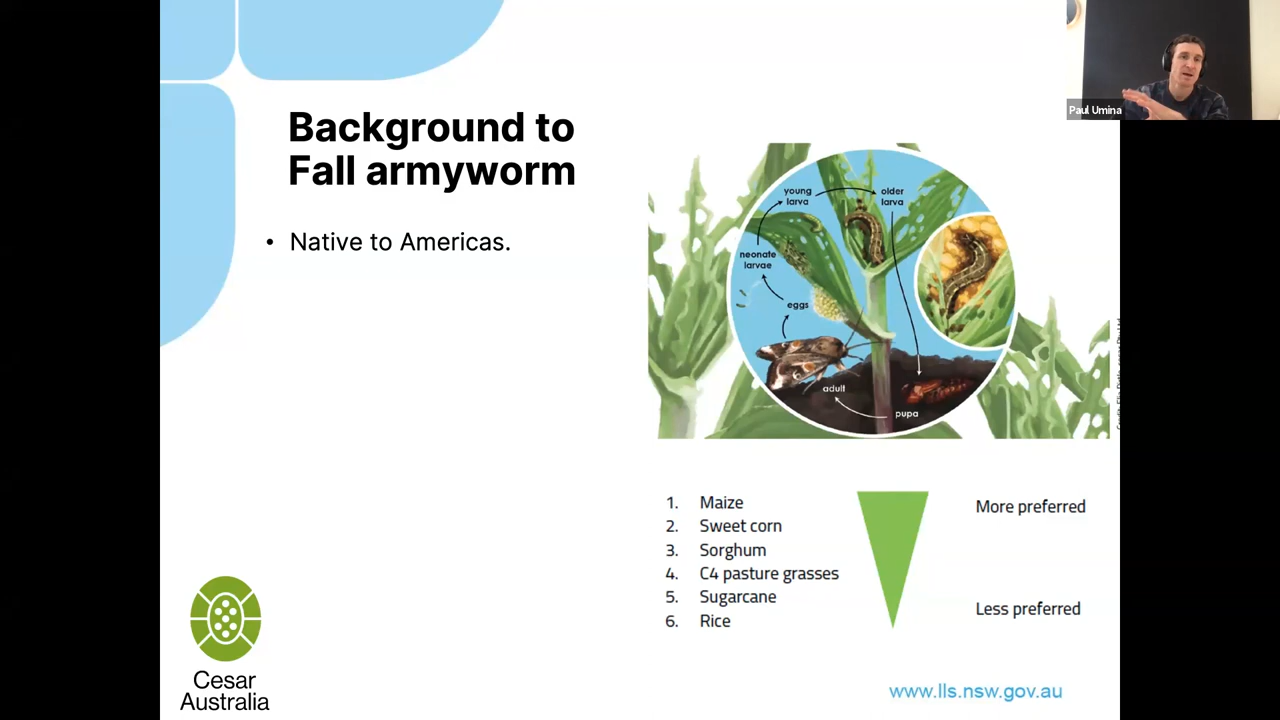 Paul Umina
Background to
Fall armyworm
• Native to Americas.
young
larva
older
larva
neonate
larvae
eggs
adult
pupa
1. Maize
2. Sweet corn
3. Sorghum
4. C4 pasture grasses
5. Sugarcane
6. Rice
More preferred
Less preferred
Cesar
Australia
www.lls.nsw.gov.au